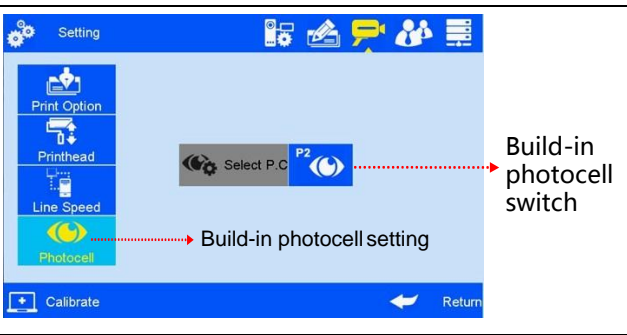 Setting
Print Option
Printhead
Line Speed
Photocell
Select P.C
P2
Build-in photocell setting
Build-in
photocell
switch
Calibrate
Return